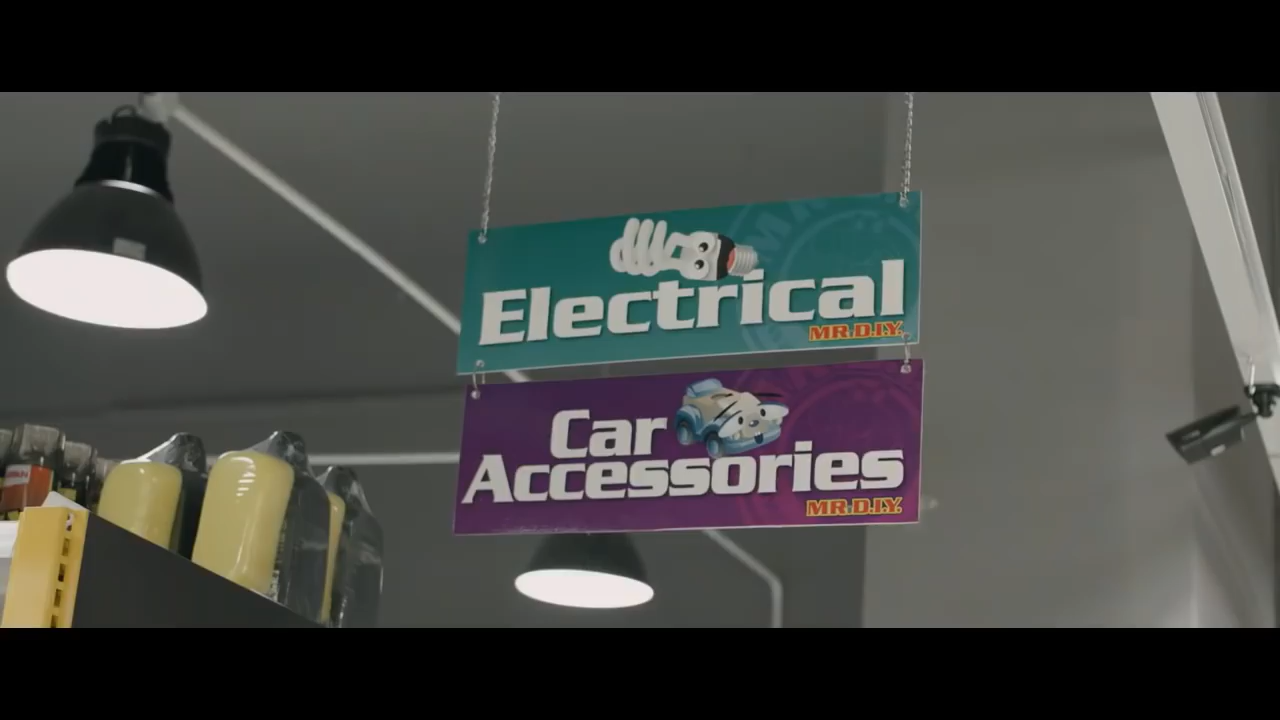 Electrical
MR.D.I.Y.
Car
Accessories
MR.D.I.Y.